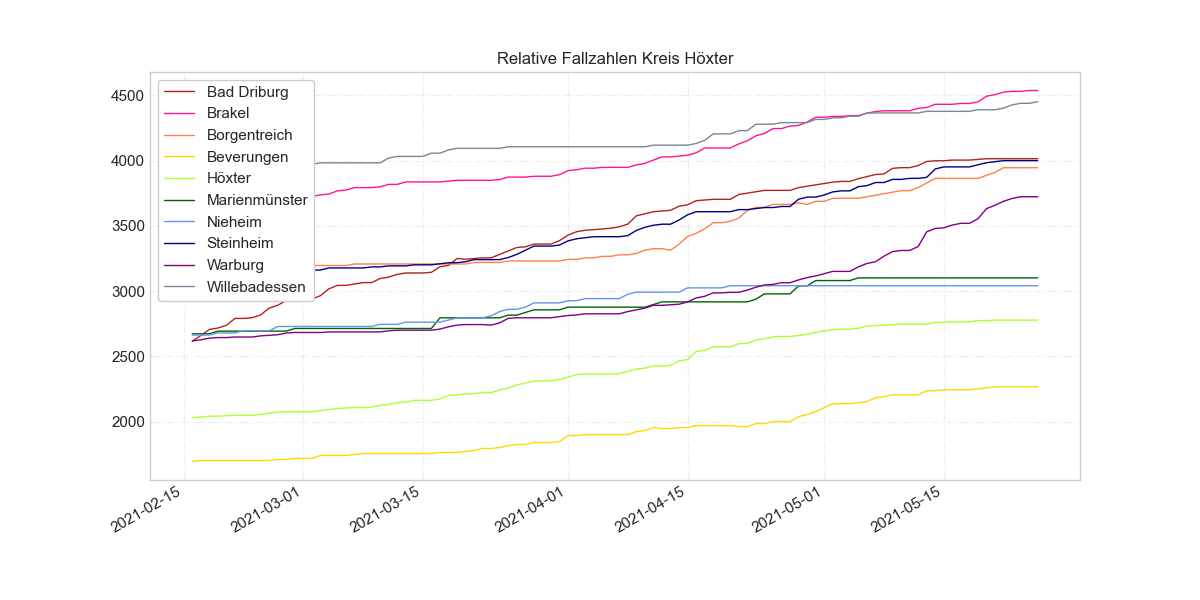 Relative Fallzahlen Kreis Höxter
Bad Driburg
Brakel
Borgentreich
Beverungen
Höxter
Marienmünster
Nieheim
Steinheim
Warburg
Willebadessen
4500
4000
3500
3000
2500
2000
2021-02-15
2021-03-01
2021-03-15
2021-04-01
2021-04-15
2021-05-01
2021-05-15